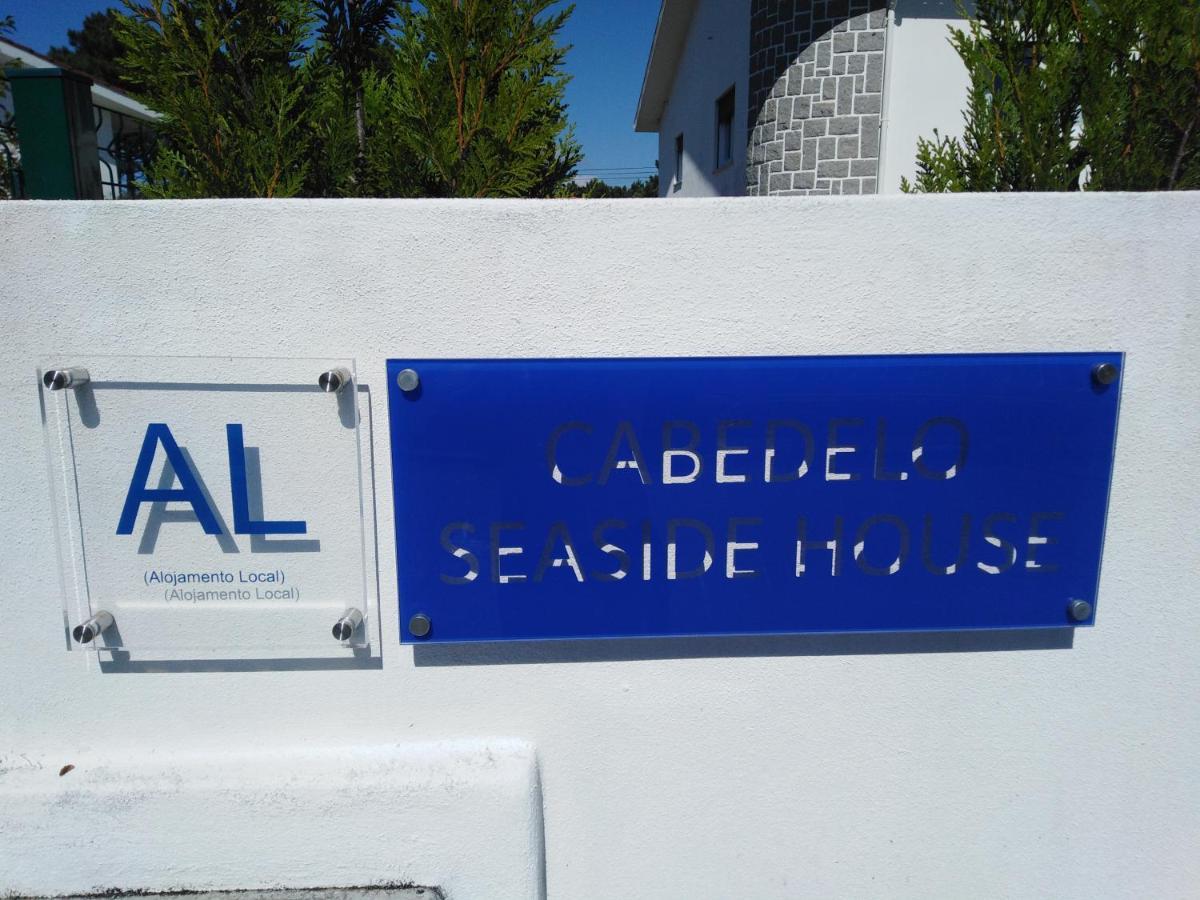 AL
(Alojamento Local)
CABEDELO
SEASIDE HOUSE